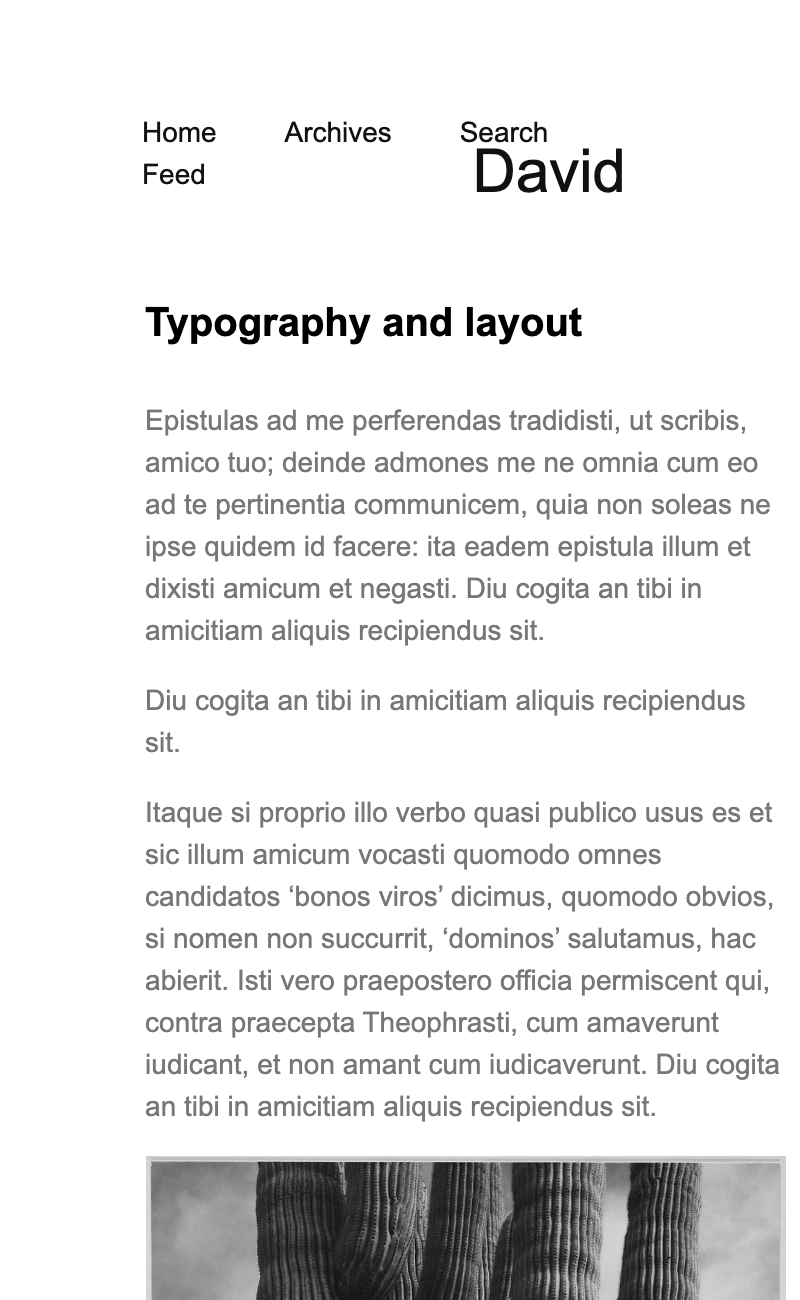 Home Archives Search
Feed
David
Typography and layout
Epistulas ad me perferendas tradidisti, ut scribis,
amico tuo; deinde admones me ne omnia cum eo
ad te pertinentia communicem, quia non soleas ne
ipse quidem id facere: ita eadem epistula illum et
dixisti amicum et negasti. Diu cogita an tibi in
amicitiam aliquis recipiendus sit.
Diu cogita an tibi in amicitiam aliquis recipiendus
sit.
Itaque si proprio illo verbo quasi publico usus es et
sic illum amicum vocasti quomodo omnes
candidatos ‘bonos viros’ dicimus, quomodo obvios,
si nomen non succurrit, ‘dominos’ salutamus, hac
abierit. Isti vero praepostero officia permiscent qui,
contra praecepta Theophrasti, cum amaverunt
iudicant, et non amant cum iudicaverunt. Diu cogita
an tibi in amicitiam aliquis recipiendus sit.